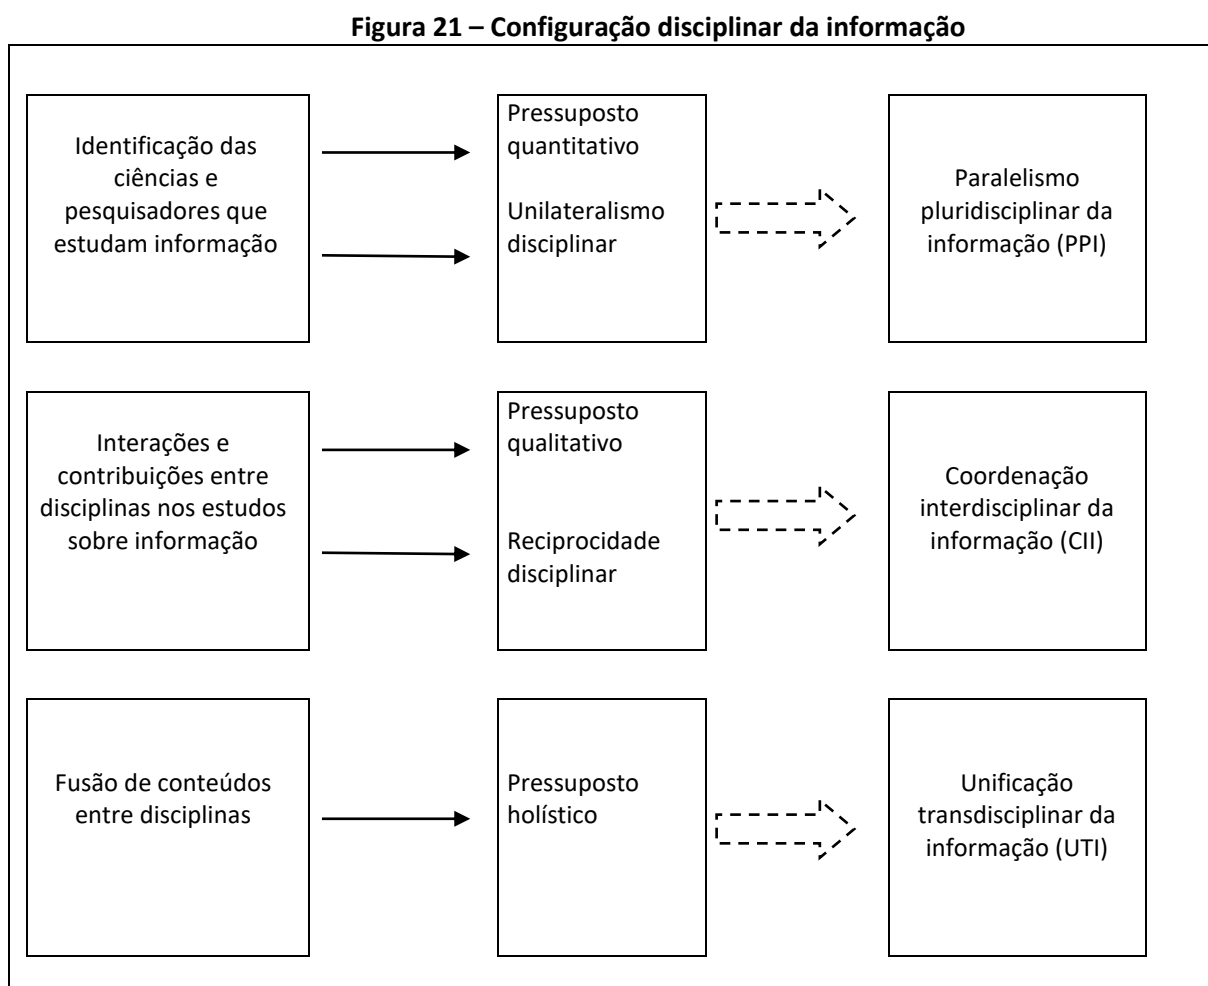 Figura 21 – Configuração disciplinar da informação
Identificação das
ciências e
pesquisadores que
estudam informação
Pressuposto
quantitativo
Unilateralismo
disciplinar
Paralelismo
pluridisciplinar da
informação (PPI)
Interações e
contribuições entre
disciplinas nos estudos
sobre informação
Pressuposto
qualitativo
Reciprocidade
disciplinar
Coordenação
interdisciplinar da
informação (CII)
Fusão de conteúdos
entre disciplinas
Pressuposto
holístico
Unificação
transdisciplinar da
informação (UTI)